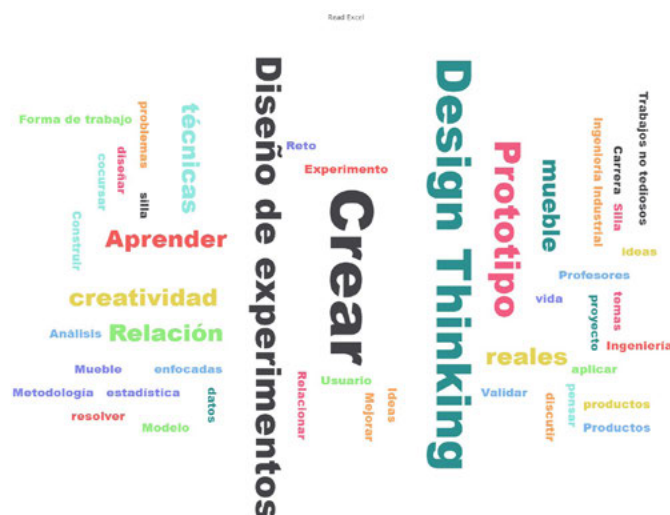 Read Excel
Forma de trabajo
problemas
técnicas
diseñar
cocursar
silla
Construir
Aprender
creatividad
Análisis
Relación
Mueble
enfocadas
Metodología
estadística
datos
resolver
Modelo
Diseño de experimentos
Reto
Experimento
Crear
Usuario
Relacionar
Mejorar
Ideas
Design Thinking
Prototipo
mueble
Ingeniería Industrial
Carrera
Silla
Trabajos no tediosos
ideas
Profesores
vida
proyecto
temas
Ingeniería
reales
aplicar
Validar
discutir
pensar
productos
Productos